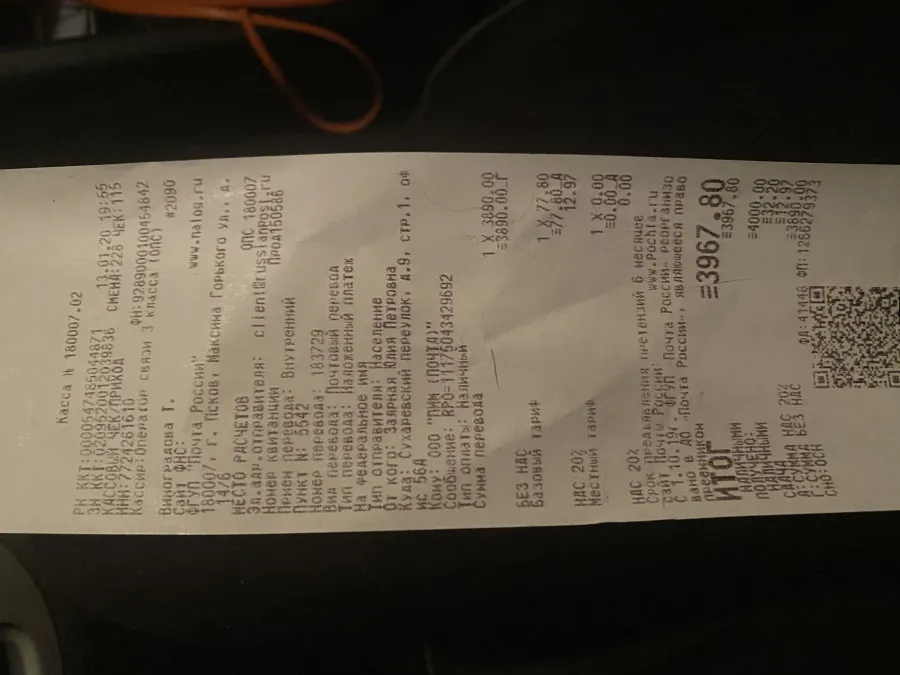 Касса N 180007.02
РН ККТ:0000547485044871
ЗН ККТ:0209520012039836 13.01.20 19:55
КАССОВЫЙ ЧЕК/ПРИХОД СМЕНА:228 ЧЕК:115
ИНН:7724261610 ФН:9289000100454842
Кассир:Оператор связи 3 класса (ОПС)
Виноградова Т. #2090
Сайт ФНС: www.nalog.ru
ФГУП "Почта России"
180007, г. Псков, Максима Горького ул., д.
14/6
МЕСТО РАСЧЕТОВ ОПС 180007
Эл.адр.отправителя: client@russianpost.ru
Номер квитанции Прод150586
Прием перевода: Внутренний
Пункт N: 5542
Номер перевода: 183729
Вид перевода: Почтовый перевод
Тип перевода: Наложенный платеж
На федеральное имя
Тип отправителя: Население
От кого: Заярная Юлия Петровна
Куда: Сухаревский переулок, д.9, стр.1, оф
ис 56А
Кому: ООО "ПИМ (ПОЧТА)"
Сообщение: RPO=11175043429692
Тип оплаты: Наличный
Сумма перевода
1 X 3890.00
≡3890.00_Г
БЕЗ НДС
Базовый тариф 1 X 77.80
≡77.80_А
НДС 20% 12.97
Местный тариф 1 X 0.00
≡0.00_А
НДС 20% 0.00
Срок предъявления претензий 6 месяцев
сайт Почты России: www.pochta.ru
С 1.10.19г. ФГУП «Почта России» реорганизо
вано в АО «Почта России», являющееся право
преемником
ИТОГ ≡3967.80
НАЛИЧНЫМИ ≡3967.80
ПОЛУЧЕНО:
НАЛИЧНЫМИ ≡4000.00
СДАЧА ≡32.20
А:СУММА НДС 20% ≡12.97
Г:СУММА БЕЗ НДС ≡3890.00
СНО:ОСН ФД:41448 ФП:1266279373